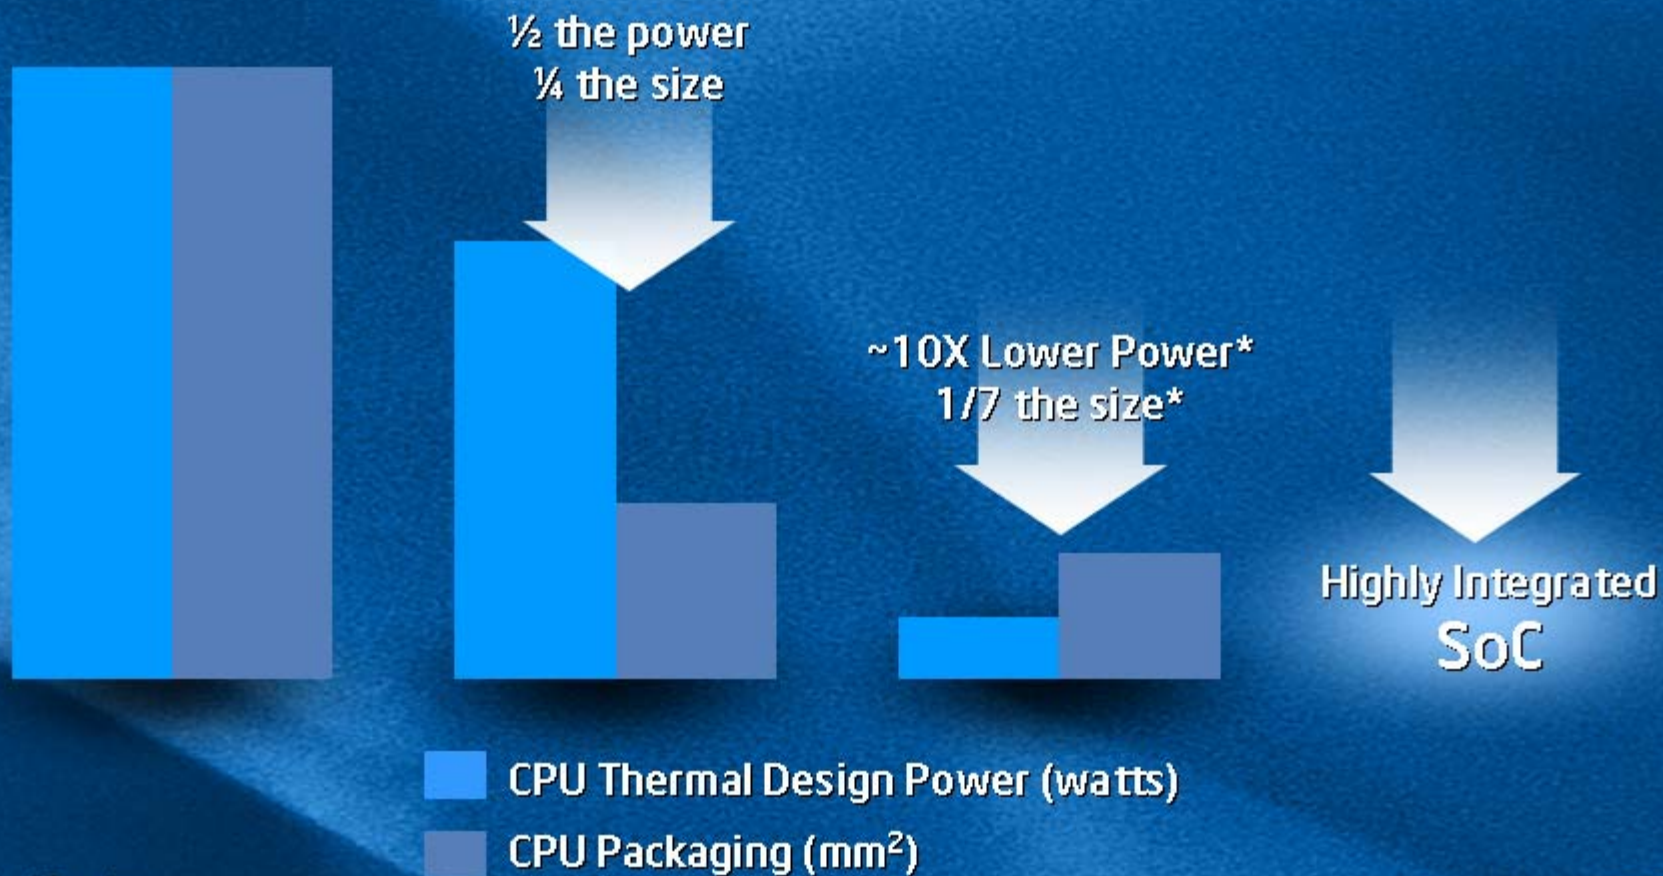 ½ the power
¼ the size
~10X Lower Power*
1/7 the size*
Highly Integrated
SoC
CPU Thermal Design Power (watts)
CPU Packaging (mm²)